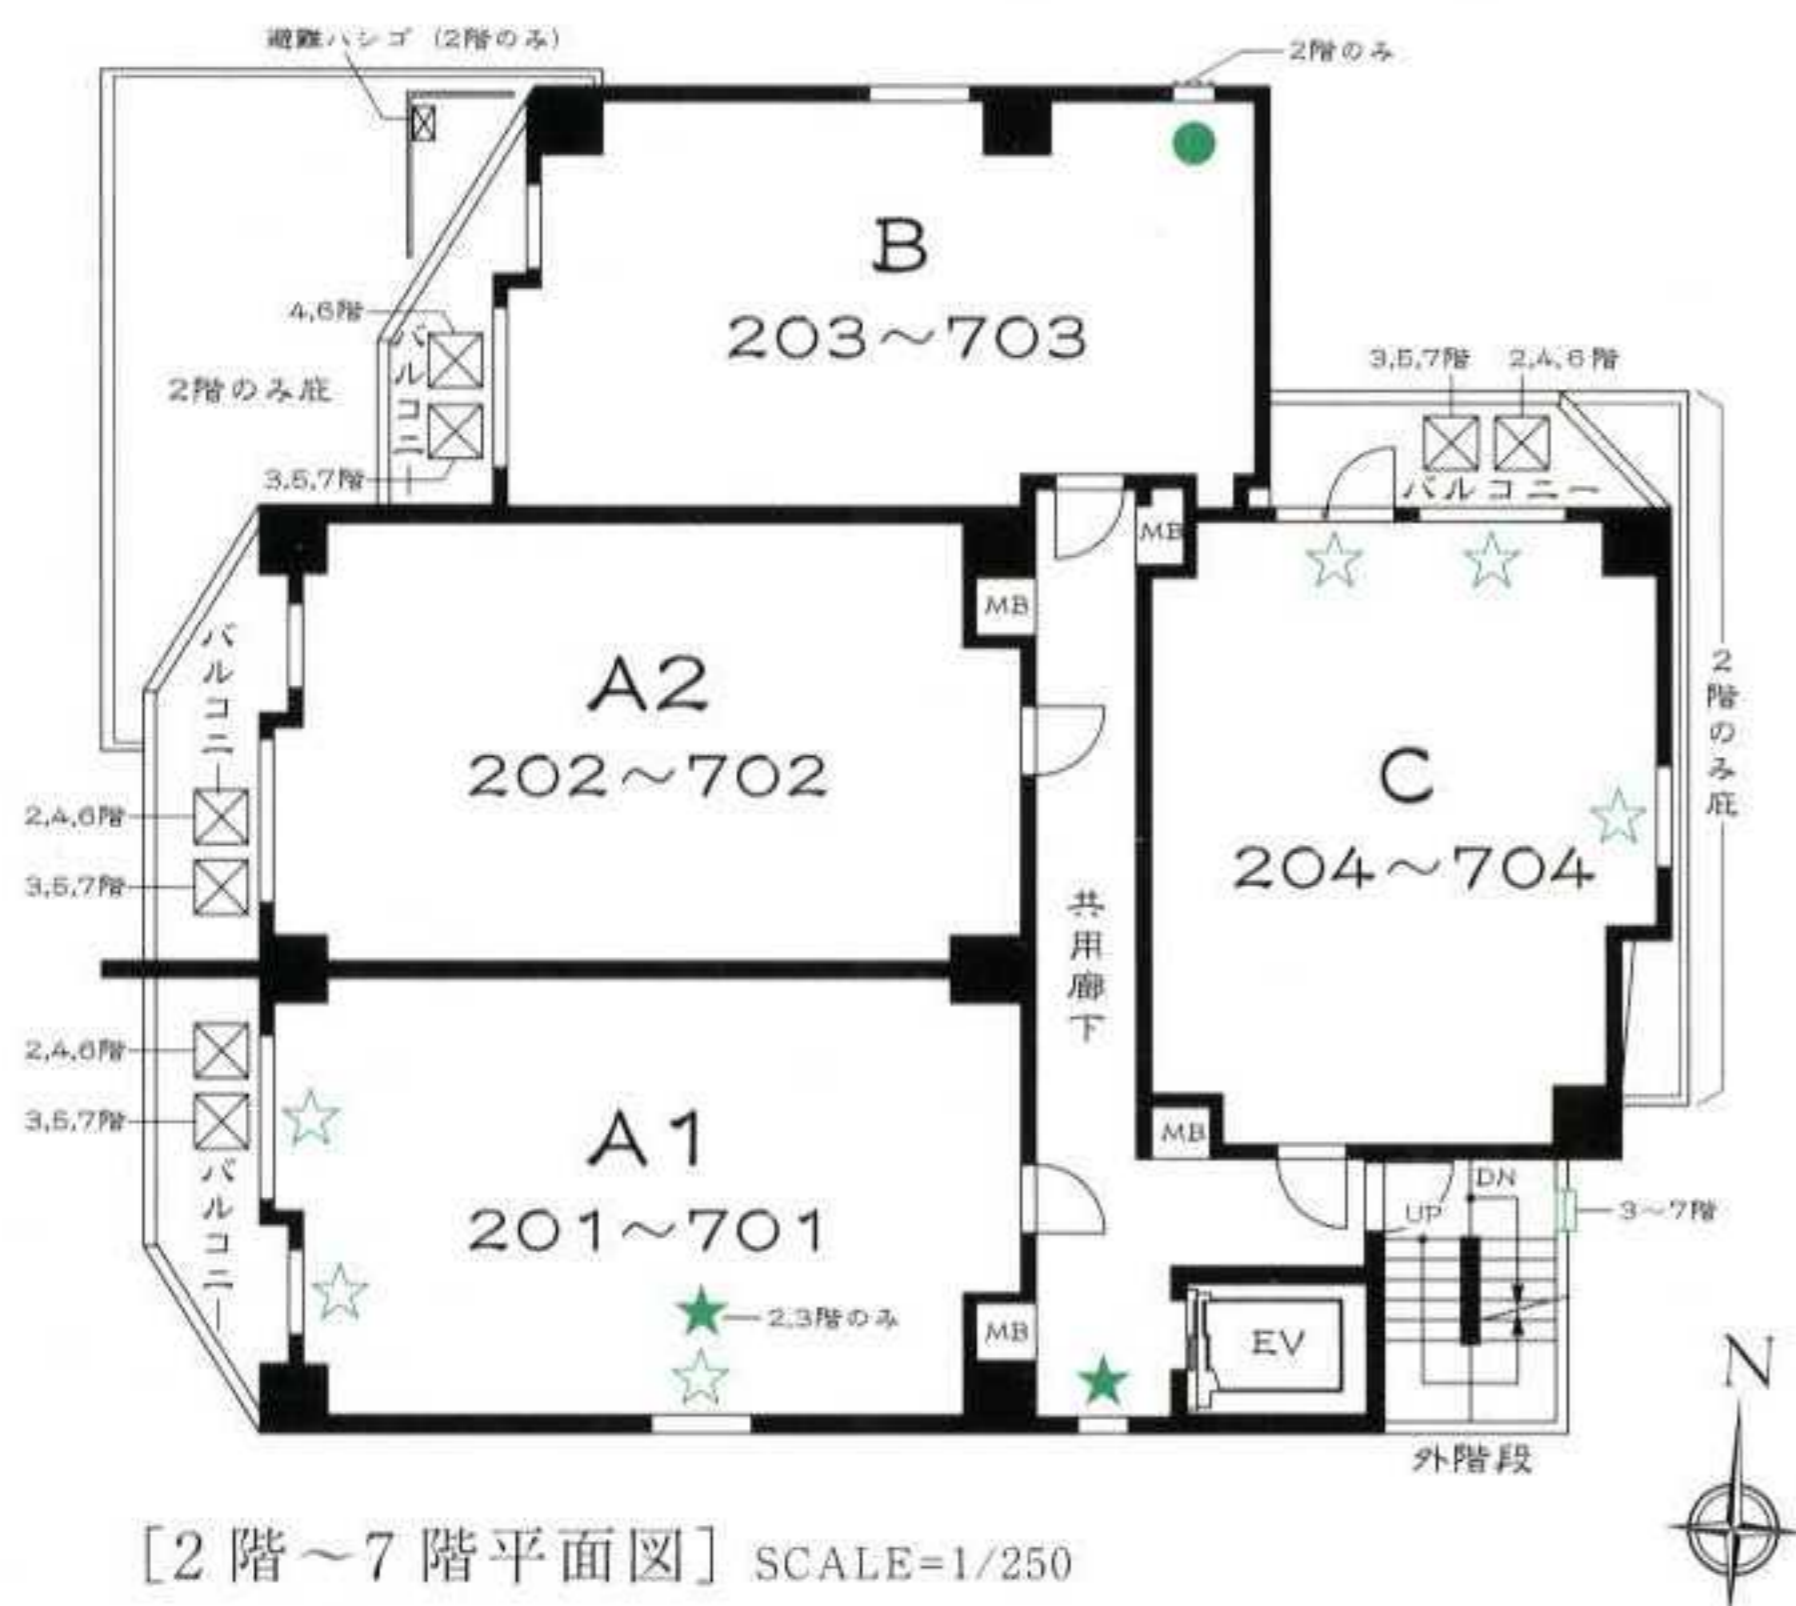 避難ハシゴ (2階のみ)
2階のみ
B
203～703
4,6階
バルコニー
3,5,7階
2階のみ庇
3,5,7階
2,4,6階
バルコニー
MB
MB
A2
202～702
バルコニー
2,4,6階
3,5,7階
C
204～704
2階のみ庇
共用廊下
2,4,6階
3,5,7階
バルコニー
A1
201～701
2,3階のみ
MB
MB
EV
UP
DN
3～7階
外階段
N
[2階～7階平面図] SCALE=1/250